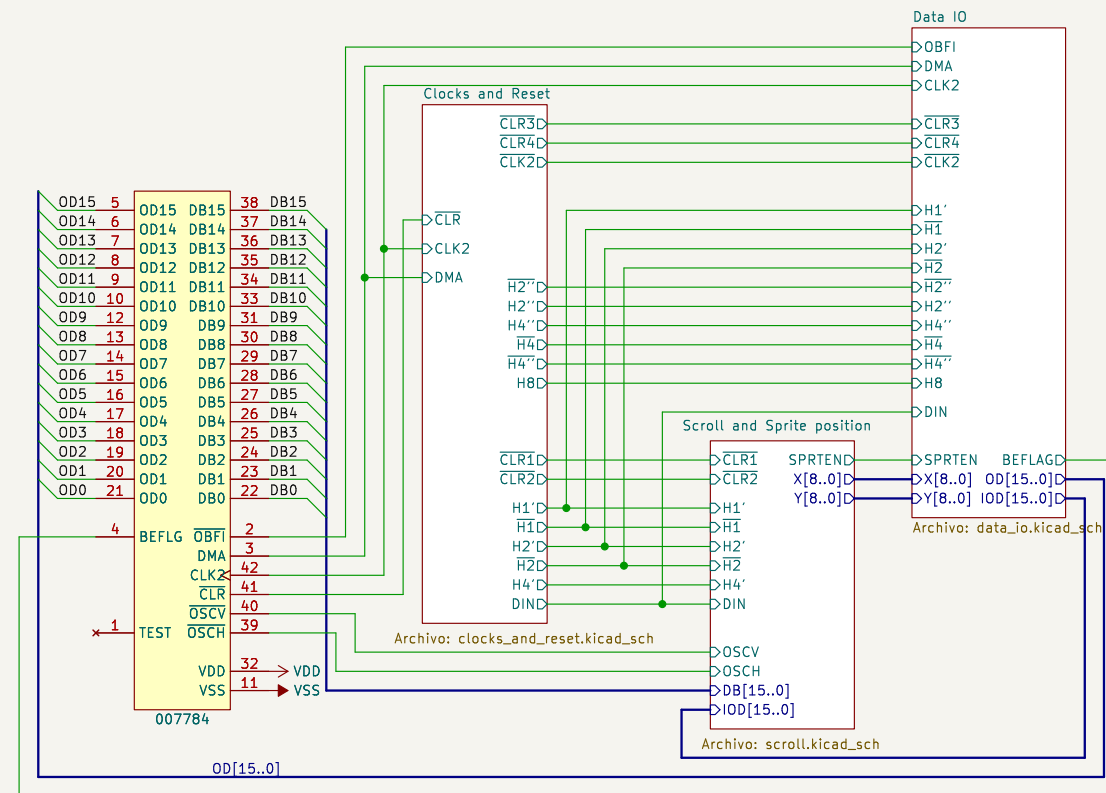 Data IO
OBFI
DMA
CLK2
CLR3
CLR4
CLK2
H1'
H1
H2'
H2
H2''
H2''
H4''
H4
H4''
H8
DIN
SPRTEN BEFLAG
X[8..0] OD[15..0]
Y[8..0] IOD[15..0]
Archivo: data_io.kicad_sch
Clocks and Reset
CLR3
CLR4
CLK2
CLR
CLK2
DMA
H2''
H2''
H4''
H4
H4''
H8
CLR1
CLR2
H1'
H1
H2'
H2
H4'
DIN
Archivo: clocks_and_reset.kicad_sch
Scroll and Sprite position
CLR1 SPRTEN
CLR2 X[8..0]
Y[8..0]
H1'
H1
H2'
H2
H4'
DIN
OSCV
OSCH
DB[15..0]
IOD[15..0]
Archivo: scroll.kicad_sch
OD15 5 OD15 DB15 38 DB15
OD14 6 OD14 DB14 37 DB14
OD13 7 OD13 DB13 36 DB13
OD12 8 OD12 DB12 35 DB12
OD11 9 OD11 DB11 34 DB11
OD10 10 OD10 DB10 33 DB10
OD9 12 OD9 DB9 31 DB9
OD8 13 OD8 DB8 30 DB8
OD7 14 OD7 DB7 29 DB7
OD6 15 OD6 DB6 28 DB6
OD5 16 OD5 DB5 27 DB5
OD4 17 OD4 DB4 26 DB4
OD3 18 OD3 DB3 25 DB3
OD2 19 OD2 DB2 24 DB2
OD1 20 OD1 DB1 23 DB1
OD0 21 OD0 DB0 22 DB0
4 BEFLG OBFI 2
DMA 3
CLK2 42
CLR 41
OSCV 40
1 TEST OSCH 39
VDD 32 VDD
VSS 11 VSS
007784
OD[15..0]